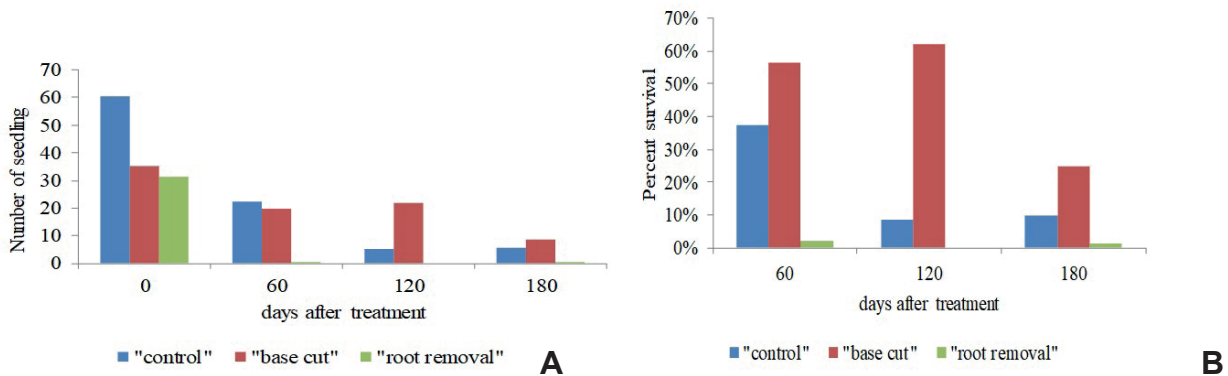 70
60
50
40
30
20
10
0
Number of seedling
0 60 120 180
days after treatment
"control" "base cut" "root removal"
A
70%
60%
50%
40%
30%
20%
10%
0%
Percent survival
60 120 180
days after treatment
"control" "base cut" "root removal"
B